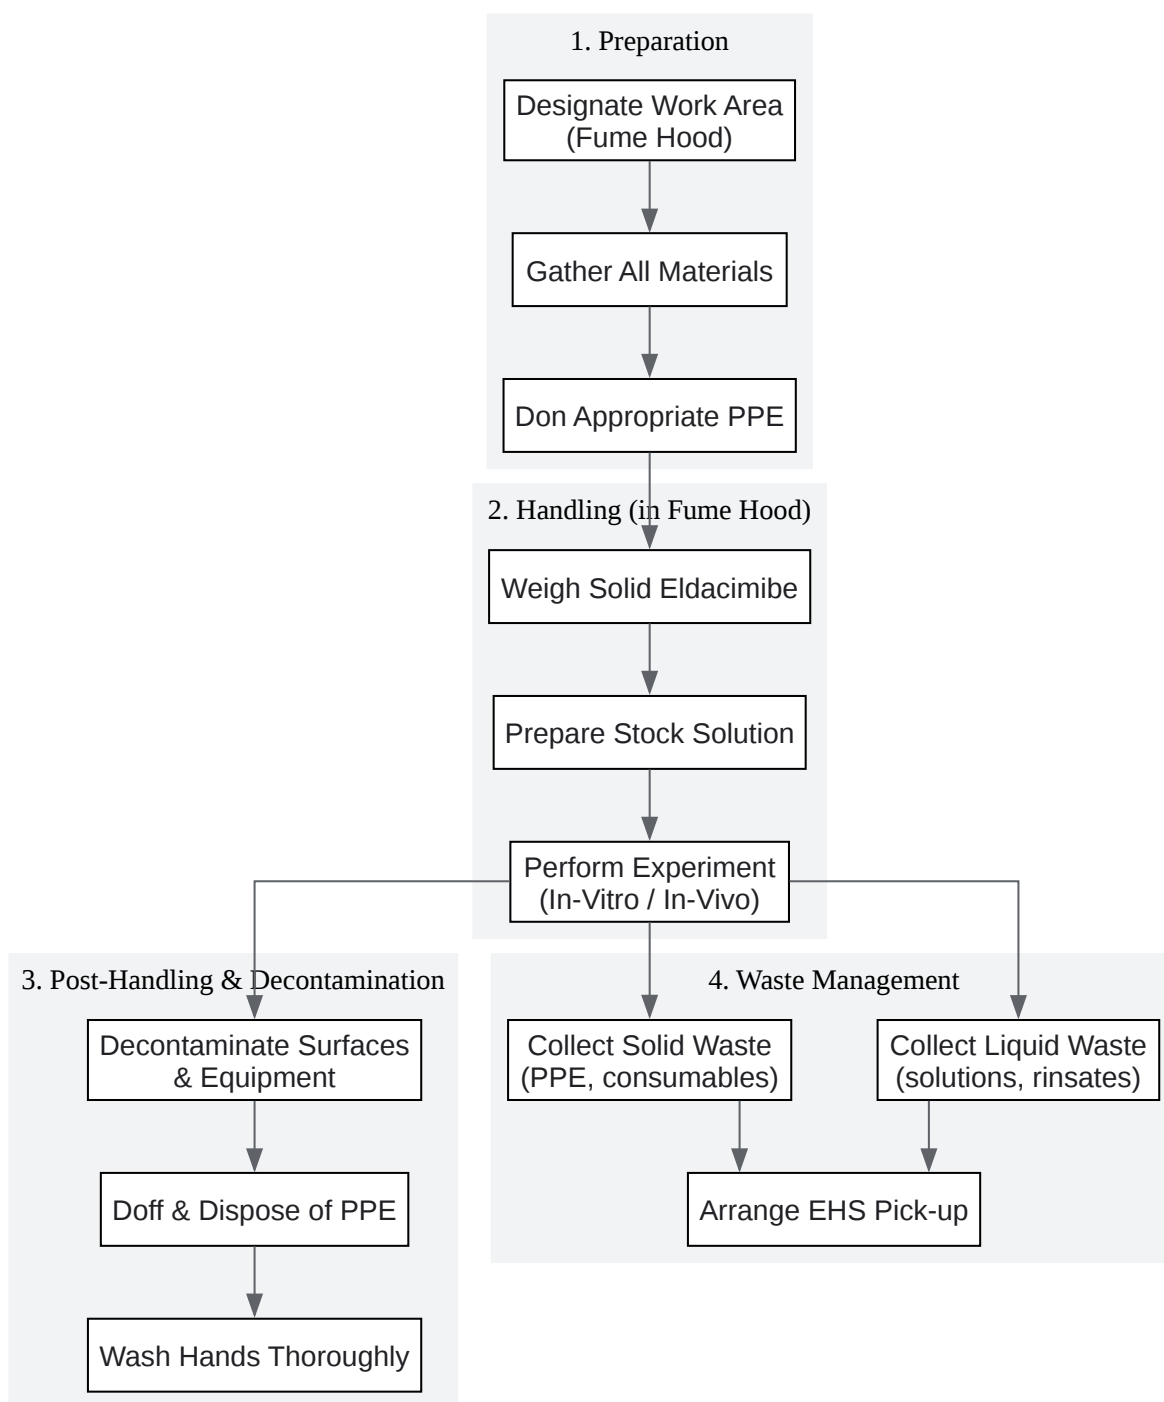 1. Preparation
Designate Work Area
(Fume Hood)
Gather All Materials
Don Appropriate PPE
2. Handling (in Fume Hood)
Weigh Solid Eldacimibe
Prepare Stock Solution
Perform Experiment
(In-Vitro / In-Vivo)
3. Post-Handling & Decontamination
Decontaminate Surfaces
& Equipment
Doff & Dispose of PPE
Wash Hands Thoroughly
4. Waste Management
Collect Solid Waste
(PPE, consumables)
Collect Liquid Waste
(solutions, rinsates)
Arrange EHS Pick-up